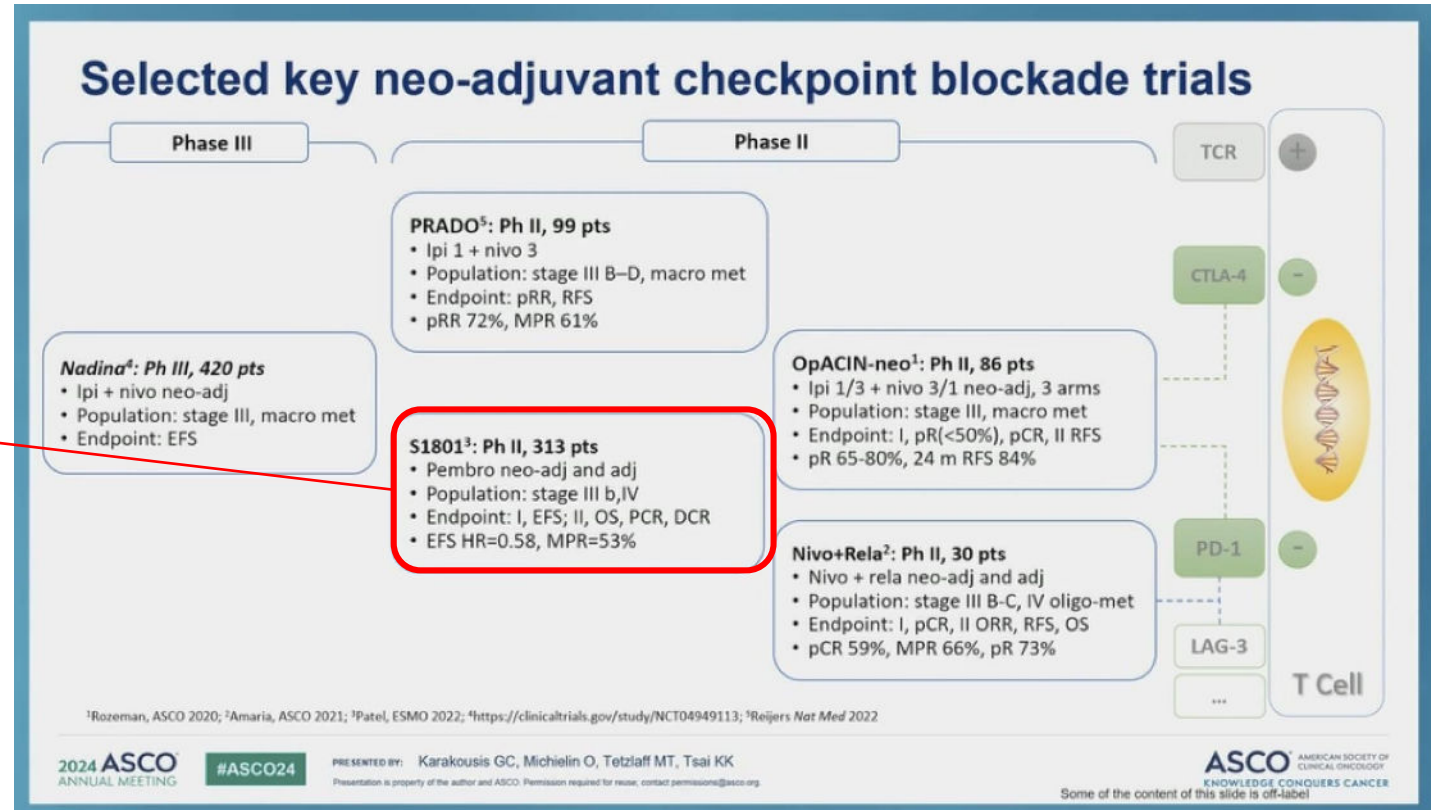 Selected key neo-adjuvant checkpoint blockade trials
Phase III
Phase II
PRADO⁵: Ph II, 99 pts
• Ipi 1 + nivo 3
• Population: stage III B–D, macro met
• Endpoint: pRR, RFS
• pRR 72%, MPR 61%
Nadina⁴: Ph III, 420 pts
• Ipi + nivo neo-adj
• Population: stage III, macro met
• Endpoint: EFS
S1801³: Ph II, 313 pts
• Pembro neo-adj and adj
• Population: stage III b,IV
• Endpoint: I, EFS; II, OS, PCR, DCR
• EFS HR=0.58, MPR=53%
OpACIN-neo¹: Ph II, 86 pts
• Ipi 1/3 + nivo 3/1 neo-adj, 3 arms
• Population: stage III, macro met
• Endpoint: I, pR(<50%), pCR, II RFS
• pR 65-80%, 24 m RFS 84%
Nivo+Rela²: Ph II, 30 pts
• Nivo + rela neo-adj and adj
• Population: stage III B-C, IV oligo-met
• Endpoint: I, pCR, II ORR, RFS, OS
• pCR 59%, MPR 66%, pR 73%
TCR
+
CTLA-4
-
PD-1
-
LAG-3
...
T Cell
¹Rozeman, ASCO 2020; ²Amaria, ASCO 2021; ³Patel, ESMO 2022; ⁴https://clinicaltrials.gov/study/NCT04949113; ⁵Reijers Nat Med 2022
2024 ASCO
ANNUAL MEETING
#ASCO24
PRESENTED BY: Karakousis GC, Michielin O, Tetzlaff MT, Tsai KK
Presentation is property of the author and ASCO. Permission required for reuse; contact permissions@asco.org.
ASCO AMERICAN SOCIETY OF
CLINICAL ONCOLOGY
KNOWLEDGE CONQUERS CANCER
Some of the content of this slide is off-label